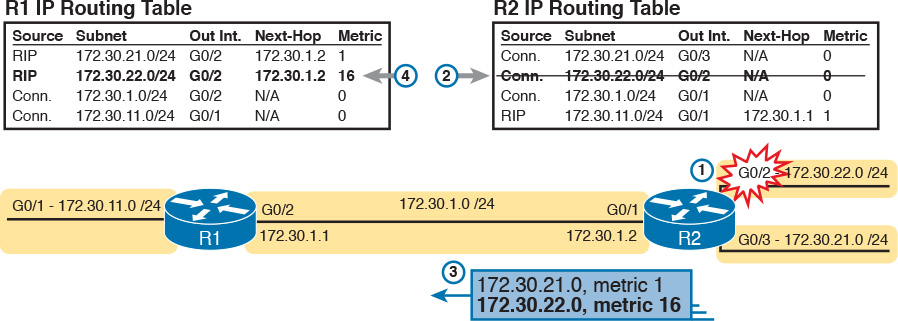 R1 IP Routing Table
Source Subnet Out Int. Next-Hop Metric
RIP 172.30.21.0/24 G0/2 172.30.1.2 1
RIP 172.30.22.0/24 G0/2 172.30.1.2 16
Conn. 172.30.1.0/24 G0/2 N/A 0
Conn. 172.30.11.0/24 G0/1 N/A 0
4
2
R2 IP Routing Table
Source Subnet Out Int. Next-Hop Metric
Conn. 172.30.21.0/24 G0/3 N/A 0
Conn. 172.30.22.0/24 G0/2 N/A 0
Conn. 172.30.1.0/24 G0/1 N/A 0
RIP 172.30.11.0/24 G0/1 172.30.1.1 1
1
G0/2 - 172.30.22.0 /24
G0/1 - 172.30.11.0 /24
R1
G0/2
172.30.1.1
172.30.1.0 /24
G0/1
172.30.1.2
R2
G0/3 - 172.30.21.0 /24
3
172.30.21.0, metric 1
172.30.22.0, metric 16